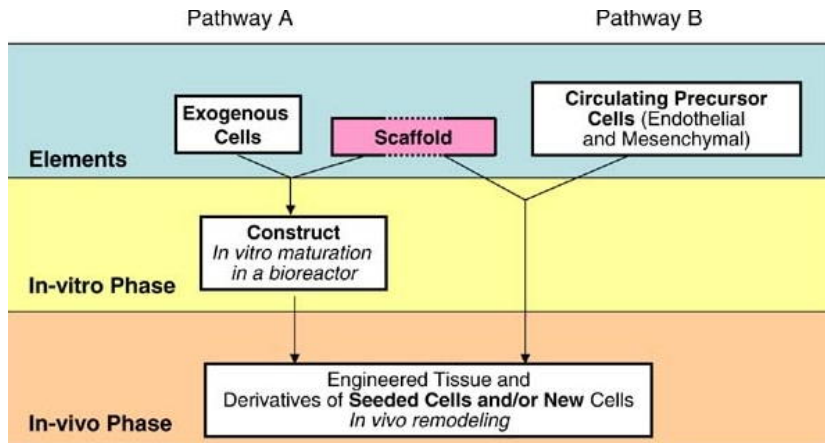 Pathway A
Pathway B
Exogenous
Cells
Scaffold
Circulating Precursor
Cells (Endothelial
and Mesenchymal)
Elements
Construct
In vitro maturation
in a bioreactor
In-vitro Phase
Engineered Tissue and
Derivatives of Seeded Cells and/or New Cells
In vivo remodeling
In-vivo Phase